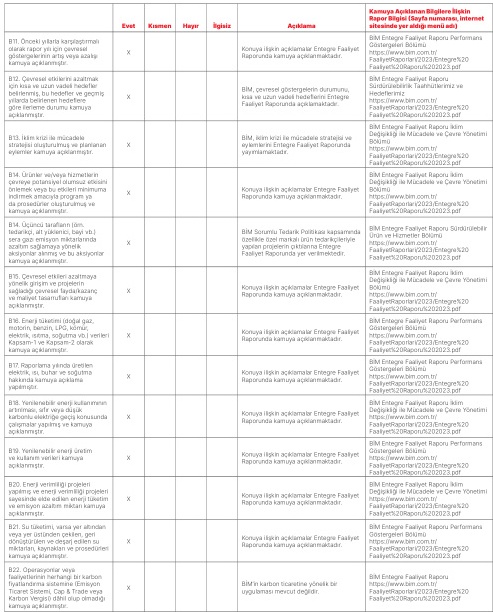 Evet
Kısmen
Hayır
İlgisiz
Açıklama
Kamuya Açıklanan Bilgilere İlişkin
Rapor Bilgisi (Sayfa numarası, internet
sitesinde yer aldığı menü adı)
B11. Önceki yıllarla karşılaştırmalı
olarak rapor yılı için çevresel
göstergelerinin artış veya azalışı
kamuya açıklanmıştır.
X
Konuya ilişkin açıklamalar Entegre Faaliyet
Raporunda kamuya açıklanmaktadır.
BİM Entegre Faaliyet Raporu Performans
Göstergeleri Bölümü
https://www.bim.com.tr/
FaaliyetRaporlari/2023/Entegre%20
Faaliyet%20Raporu%202023.pdf
B12. Çevresel etkilerini azaltmak
için kısa ve uzun vadeli hedefler
belirlenmiş, bu hedefler ve geçmiş
yıllarda belirlenen hedeflere
göre ilerleme durumu kamuya
açıklanmıştır.
X
BİM, çevresel göstergelerin durumunu,
kısa ve uzun vadeli hedeflerini Entegre
Faaliyet Raporunda açıklamaktadır.
BİM Entegre Faaliyet Raporu
Sürdürülebilirlik Taahhütlerimiz ve
Hedeflerimiz
https://www.bim.com.tr/
FaaliyetRaporlari/2023/Entegre%20
Faaliyet%20Raporu%202023.pdf
B13. İklim krizi ile mücadele
stratejisi oluşturulmuş ve planlanan
eylemler kamuya açıklanmıştır.
X
BİM, iklim krizi ile mücadele stratejisi ve
eylemlerini Entegre Faaliyet Raporunda
yayımlamaktadır.
BİM Entegre Faaliyet Raporu İklim
Değişikliği ile Mücadele ve Çevre Yönetimi
Bölümü
https://www.bim.com.tr/
FaaliyetRaporlari/2023/Entegre%20
Faaliyet%20Raporu%202023.pdf
B14. Ürünler ve/veya hizmetlerin
çevreye potansiyel olumsuz etkisini
önlemek veya bu etkileri minimuma
indirmek amacıyla program ya
da prosedürler oluşturulmuş ve
kamuya açıklanmıştır.
X
Konuya ilişkin açıklamalar Entegre Faaliyet
Raporunda kamuya açıklanmaktadır.
BİM Entegre Faaliyet Raporu İklim
Değişikliği ile Mücadele ve Çevre Yönetimi
Bölümü
https://www.bim.com.tr/
FaaliyetRaporlari/2023/Entegre%20
Faaliyet%20Raporu%202023.pdf
B14. Üçüncü tarafların (örn.
tedarikçi, alt yüklenici, bayi vb.)
sera gazı emisyon miktarlarında
azaltım sağlamaya yönelik
aksiyonlar alınmış ve bu aksiyonlar
kamuya açıklanmıştır.
X
BİM Sorumlu Tedarik Politikası kapsamında
özellikle özel markalı ürün tedarikçileriyle
yapılan projelerin çıktılarına Entegre
Faaliyet Raporunda yer verilmektedir.
BİM Entegre Faaliyet Raporu Sürdürülebilir
Ürün ve Hizmetler Bölümü
https://www.bim.com.tr/
FaaliyetRaporlari/2023/Entegre%20
Faaliyet%20Raporu%202023.pdf
B15. Çevresel etkileri azaltmaya
yönelik girişim ve projelerin
sağladığı çevresel fayda/kazanç
ve maliyet tasarrufları kamuya
açıklanmıştır.
X
Konuya ilişkin açıklamalar Entegre Faaliyet
Raporunda kamuya açıklanmaktadır.
BİM Entegre Faaliyet Raporu İklim
Değişikliği ile Mücadele ve Çevre Yönetimi
Bölümü
https://www.bim.com.tr/
FaaliyetRaporlari/2023/Entegre%20
Faaliyet%20Raporu%202023.pdf
B16. Enerji tüketimi (doğal gaz,
motorin, benzin, LPG, kömür,
elektrik, ısıtma, soğutma vb.) verileri
Kapsam-1 ve Kapsam-2 olarak
kamuya açıklanmıştır.
X
Konuya ilişkin açıklamalar Entegre Faaliyet
Raporunda kamuya açıklanmaktadır.
BİM Entegre Faaliyet Raporu Performans
Göstergeleri Bölümü
https://www.bim.com.tr/
FaaliyetRaporlari/2023/Entegre%20
Faaliyet%20Raporu%202023.pdf
B17. Raporlama yılında üretilen
elektrik, ısı, buhar ve soğutma
hakkında kamuya açıklama
yapılmıştır.
X
Konuya ilişkin açıklamalar Entegre Faaliyet
Raporunda kamuya açıklanmaktadır.
BİM Entegre Faaliyet Raporu Performans
Göstergeleri Bölümü
https://www.bim.com.tr/
FaaliyetRaporlari/2023/Entegre%20
Faaliyet%20Raporu%202023.pdf
B18. Yenilenebilir enerji kullanımının
artırılması, sıfır veya düşük
karbonlu elektriğe geçiş konusunda
çalışmalar yapılmış ve kamuya
açıklanmıştır.
X
Konuya ilişkin açıklamalar Entegre Faaliyet
Raporunda kamuya açıklanmaktadır.
BİM Entegre Faaliyet Raporu İklim
Değişikliği ile Mücadele ve Çevre Yönetimi
Bölümü
https://www.bim.com.tr/
FaaliyetRaporlari/2023/Entegre%20
Faaliyet%20Raporu%202023.pdf
B19. Yenilenebilir enerji üretim
ve kullanım verileri kamuya
açıklanmıştır.
X
Konuya ilişkin açıklamalar Entegre Faaliyet
Raporunda kamuya açıklanmaktadır.
BİM Entegre Faaliyet Raporu Performans
Göstergeleri Bölümü
https://www.bim.com.tr/
FaaliyetRaporlari/2023/Entegre%20
Faaliyet%20Raporu%202023.pdf
B20. Enerji verimliliği projeleri
yapılmış ve enerji verimliliği projeleri
sayesinde elde edilen enerji tüketim
ve emisyon azaltım miktarı kamuya
açıklanmıştır.
X
Konuya ilişkin açıklamalar Entegre Faaliyet
Raporunda kamuya açıklanmaktadır.
BİM Entegre Faaliyet Raporu İklim
Değişikliği ile Mücadele ve Çevre Yönetimi
Bölümü
https://www.bim.com.tr/
FaaliyetRaporlari/2023/Entegre%20
Faaliyet%20Raporu%202023.pdf
B21. Su tüketimi, varsa yer altından
veya yer üstünden çekilen, geri
dönüştürülen ve deşarj edilen su
miktarları, kaynakları ve prosedürleri
kamuya açıklanmıştır.
X
Konuya ilişkin açıklamalar Entegre Faaliyet
Raporunda kamuya açıklanmaktadır.
BİM Entegre Faaliyet Raporu Performans
Göstergeleri Bölümü
https://www.bim.com.tr/
FaaliyetRaporlari/2023/Entegre%20
Faaliyet%20Raporu%202023.pdf
B22. Operasyonlar veya
faaliyetlerinin herhangi bir karbon
fiyatlandırma sistemine (Emisyon
Ticaret Sistemi, Cap & Trade veya
Karbon Vergisi) dâhil olup olmadığı
kamuya açıklanmıştır.
X
BİM'in karbon ticaretine yönelik bir
uygulaması mevcut değildir.
BİM Entegre Faaliyet Raporu
https://www.bim.com.tr/
FaaliyetRaporlari/2023/Entegre%20
Faaliyet%20Raporu%202023.pdf